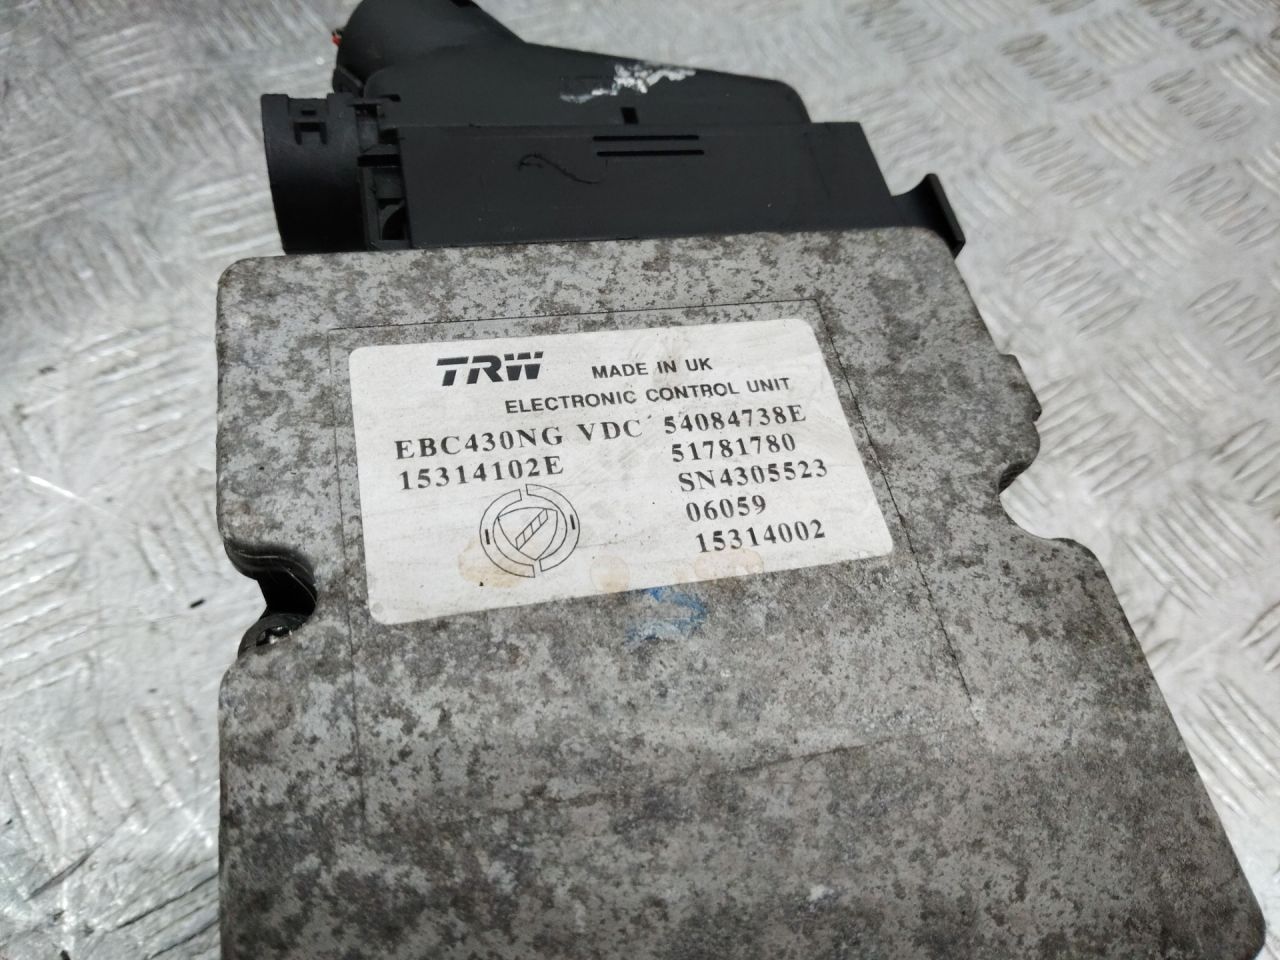 TRW MADE IN UK
ELECTRONIC CONTROL UNIT
EBC430NG VDC 54084738E
15314102E 51781780
SN4305523
06059
15314002